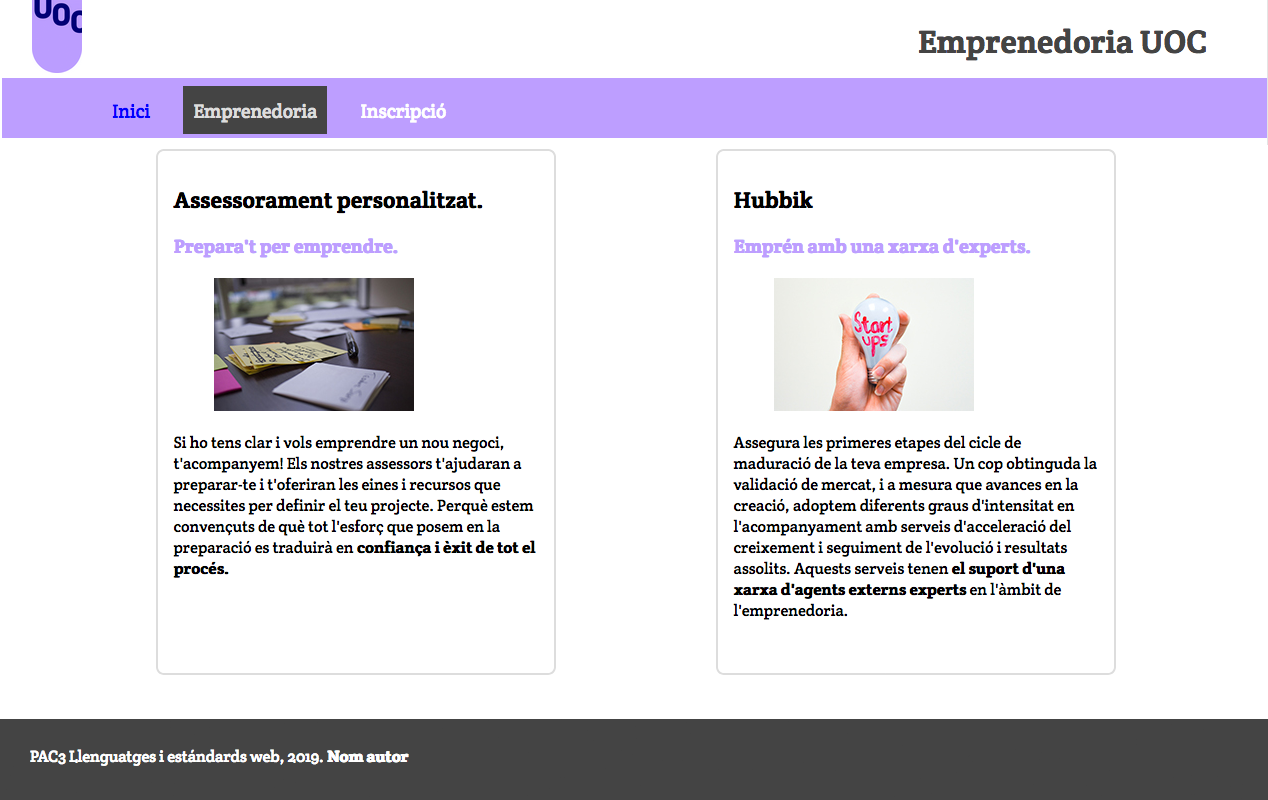 UOC
Emprenedoria UOC
Inici Emprenedoria Inscripció
Assessorament personalitzat.
Prepara't per emprendre.
Si ho tens clar i vols emprendre un nou negoci,
t'acompanyem! Els nostres assessors t'ajudaran a
preparar-te i t'oferiran les eines i recursos que
necessites per definir el teu projecte. Perquè estem
convençuts de què tot l'esforç que posem en la
preparació es traduirà en confiança i èxit de tot el
procés.
Hubbik
Emprén amb una xarxa d'experts.
Start
ups
Assegura les primeres etapes del cicle de
maduració de la teva empresa. Un cop obtinguda la
validació de mercat, i a mesura que avances en la
creació, adoptem diferents graus d'intensitat en
l'acompanyament amb serveis d'acceleració del
creixement i seguiment de l'evolució i resultats
assolits. Aquests serveis tenen el suport d'una
xarxa d'agents externs experts en l'àmbit de
l'emprenedoria.
PAC3 Llenguatges i estándards web, 2019. Nom autor